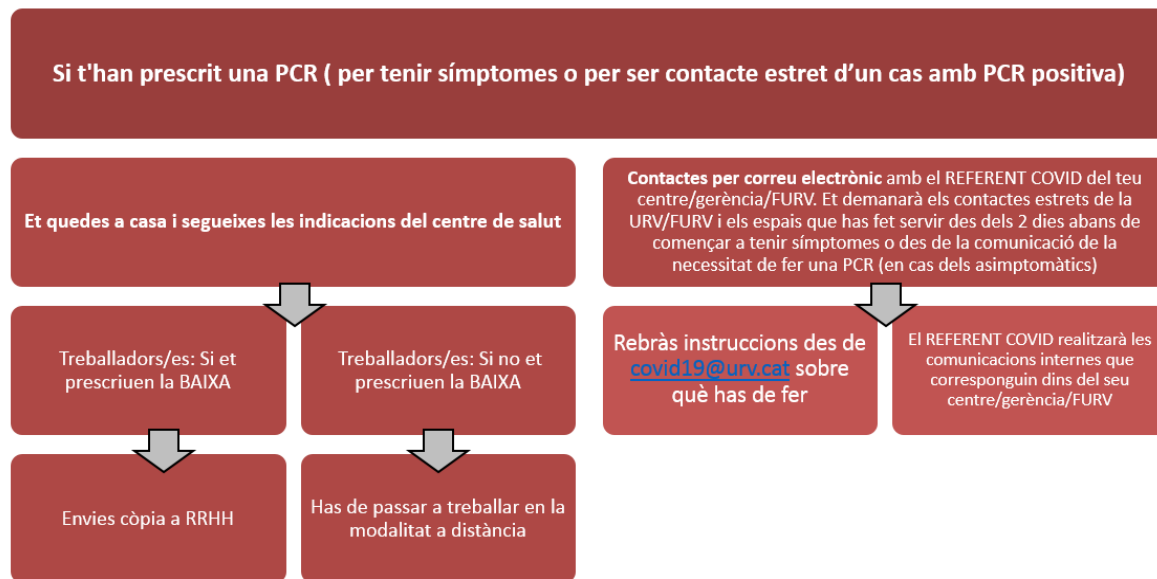 Si t'han prescrit una PCR ( per tenir símptomes o per ser contacte estret d’un cas amb PCR positiva)
Et quedes a casa i segueixes les indicacions del centre de salut
Treballadors/es: Si et
prescriuen la BAIXA
Treballadors/es: Si no et
prescriuen la BAIXA
Envies còpia a RRHH
Has de passar a treballar en la
modalitat a distància
Contactes per correu electrònic amb el REFERENT COVID del teu
centre/gerència/FURV. Et demanarà els contactes estrets de la
URV/FURV i els espais que has fet servir des dels 2 dies abans de
començar a tenir símptomes o des de la comunicació de la
necessitat de fer una PCR (en cas dels asimptomàtics)
Rebràs instruccions des de
covid19@urv.cat sobre
què has de fer
El REFERENT COVID realitzarà les
comunicacions internes que
corresponguin dins del seu
centre/gerència/FURV